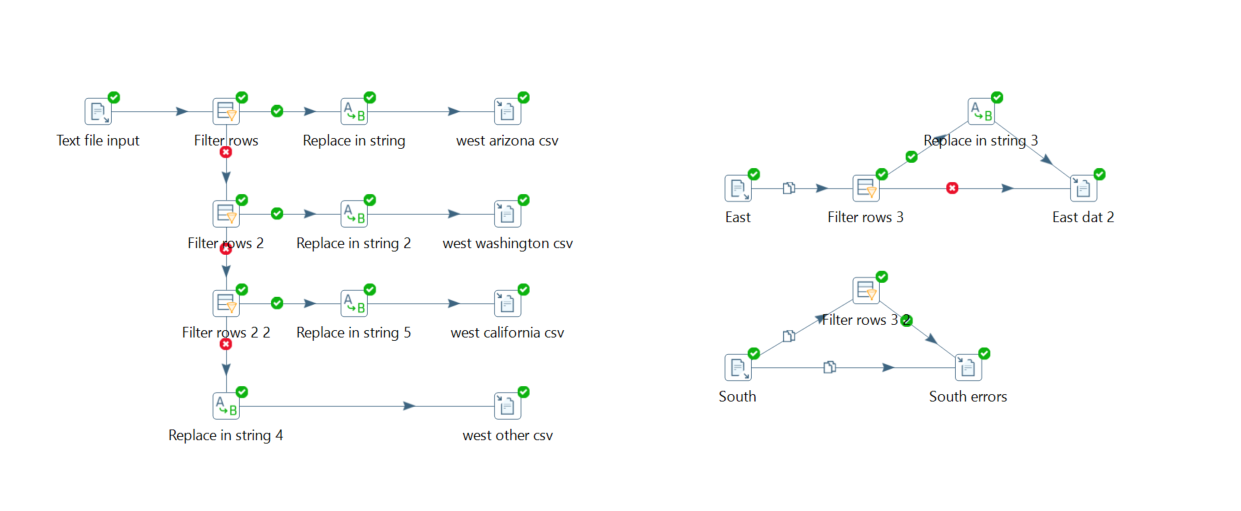 Text file input
Filter rows
Replace in string
west arizona csv
Filter rows 2
Replace in string 2
west washington csv
Filter rows 2 2
Replace in string 5
west california csv
Replace in string 4
west other csv
Replace in string 3
East
Filter rows 3
East dat 2
Filter rows 3 2
South
South errors